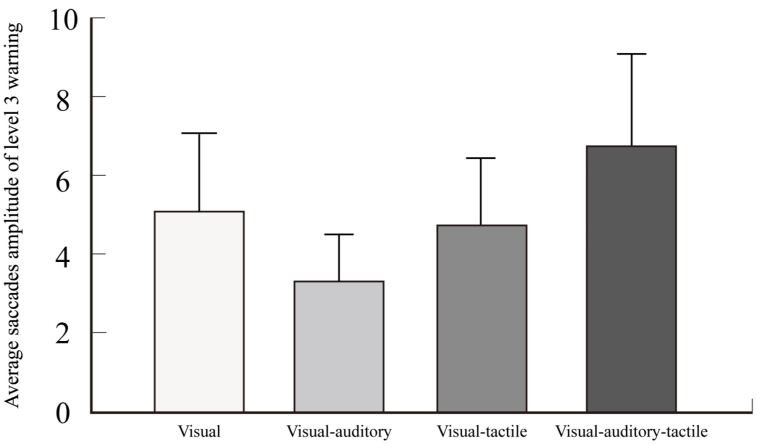 Average saccades amplitude of level 3 warning
10
8
6
4
2
0
Visual
Visual-auditory
Visual-tactile
Visual-auditory-tactile